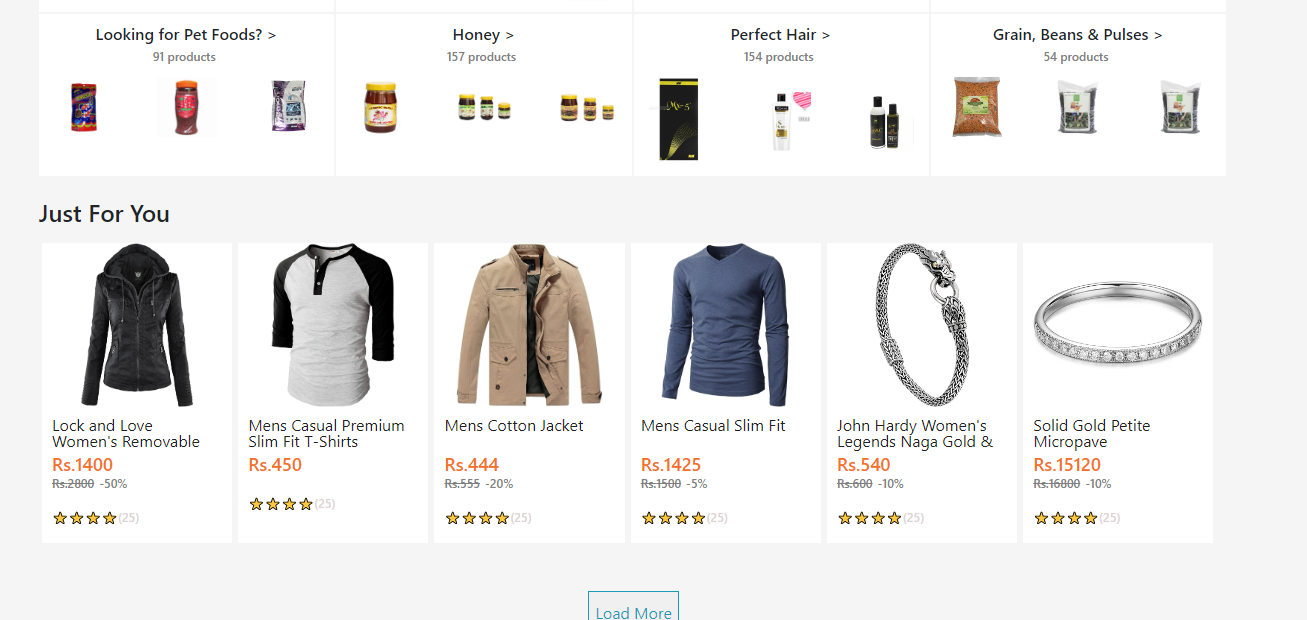 Looking for Pet Foods? >
91 products
Honey >
157 products
Perfect Hair >
154 products
Mx-5
Grain, Beans & Pulses >
54 products
Just For You
Lock and Love
Women's Removable
Rs.1400
Rs.2800 -50%
(25)
Mens Casual Premium
Slim Fit T-Shirts
Rs.450
(25)
Mens Cotton Jacket
Rs.444
Rs.555 -20%
(25)
Mens Casual Slim Fit
Rs.1425
Rs.1500 -5%
(25)
John Hardy Women's
Legends Naga Gold &
Rs.540
Rs.600 -10%
(25)
Solid Gold Petite
Micropave
Rs.15120
Rs.16800 -10%
(25)
Load More